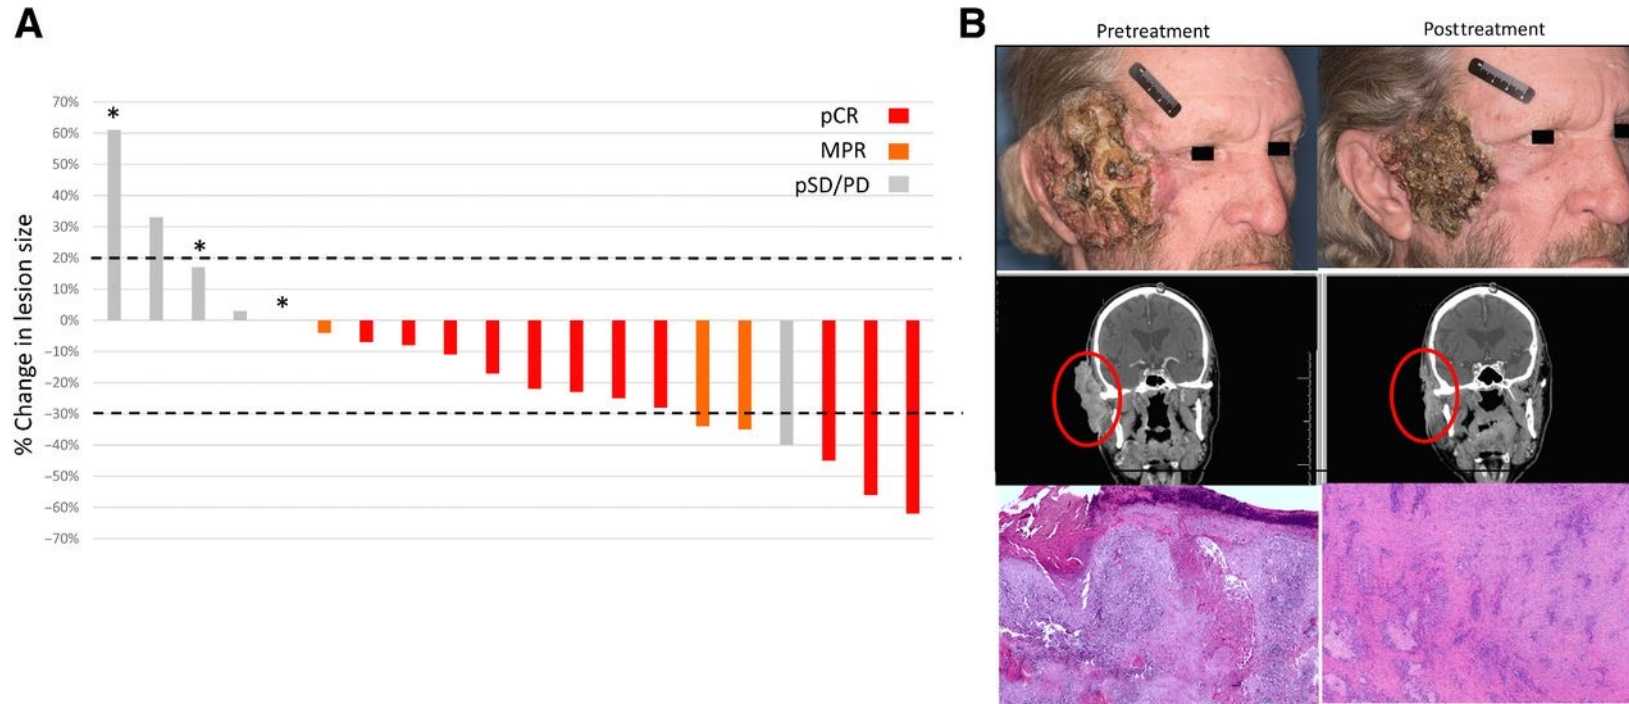 A
% Change in lesion size
70%
60%
50%
40%
30%
20%
10%
0%
−10%
−20%
−30%
−40%
−50%
−60%
−70%
*
*
*
pCR
MPR
pSD/PD
B
Pretreatment
Posttreatment